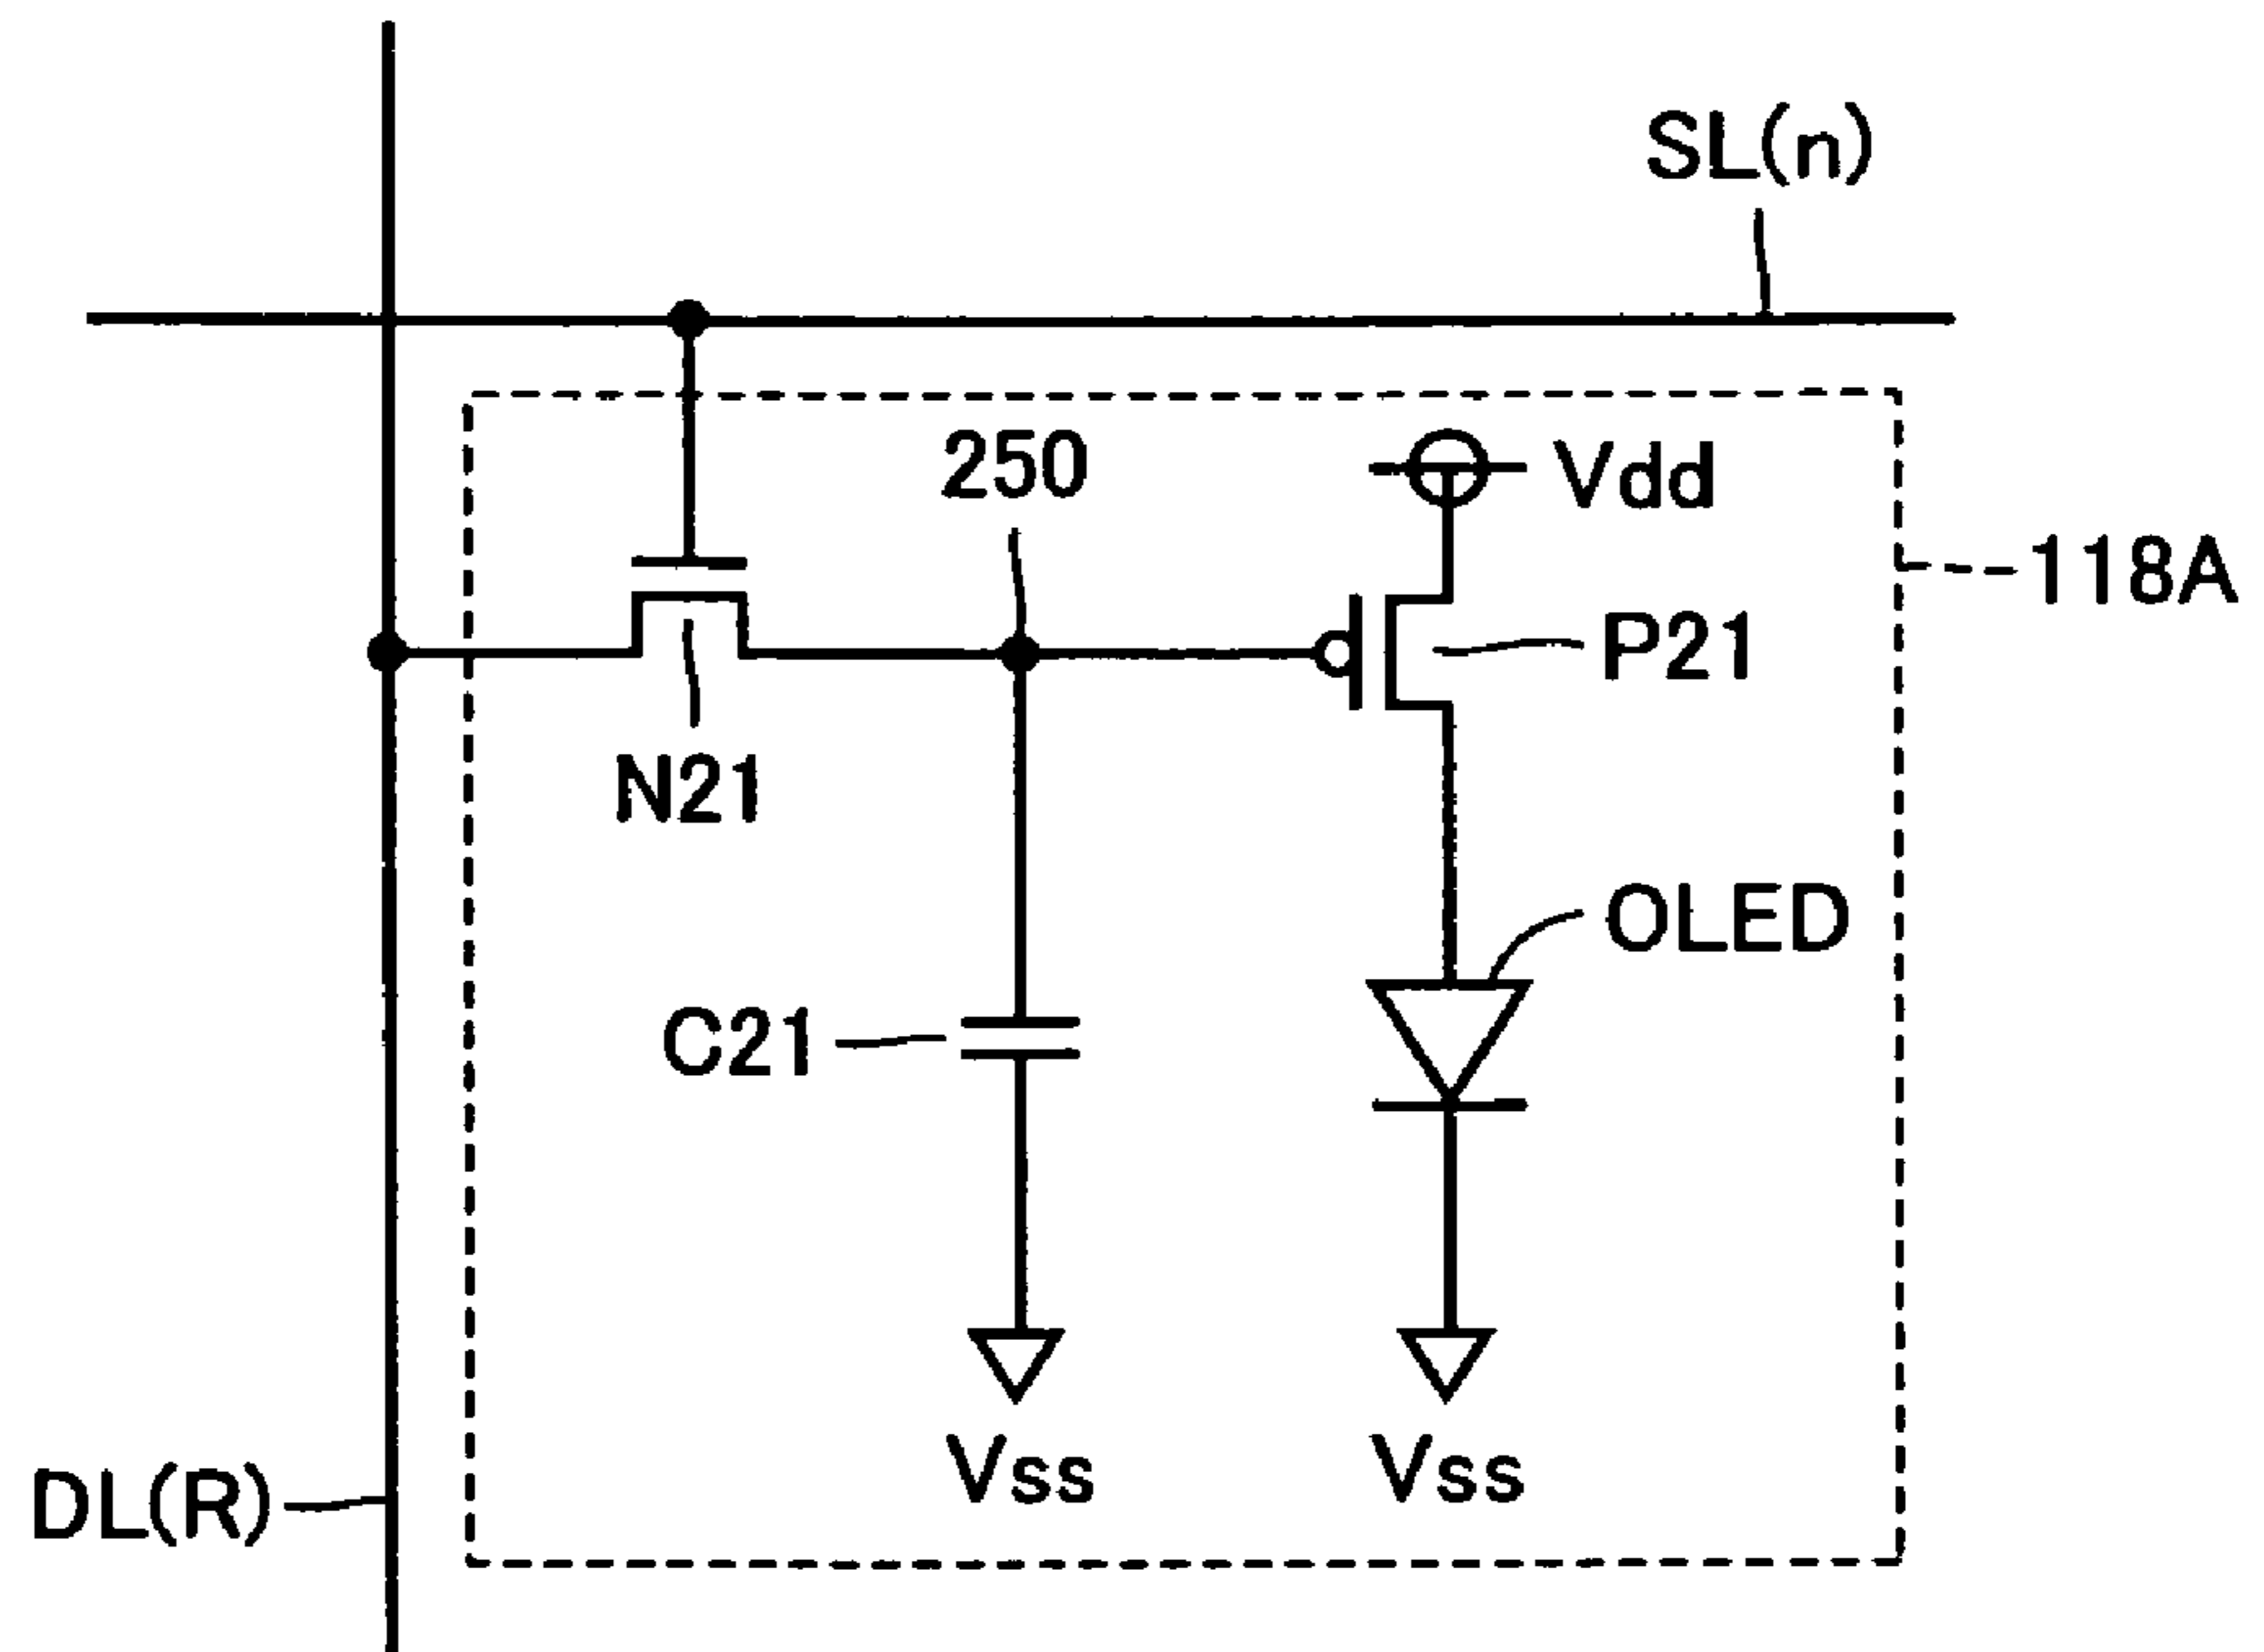 SL(n)
250
Vdd
118A
P21
N21
OLED
C21
Vss
Vss
DL(R)